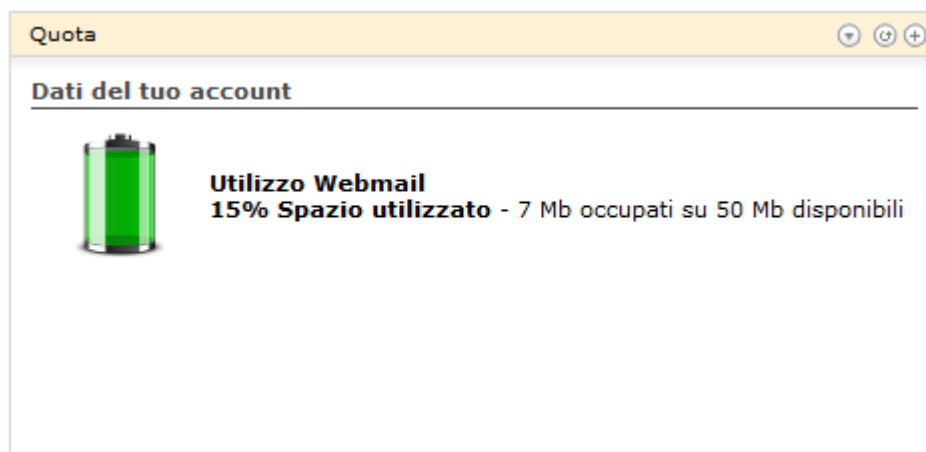 Quota
Dati del tuo account
Utilizzo Webmail
15% Spazio utilizzato - 7 Mb occupati su 50 Mb disponibili